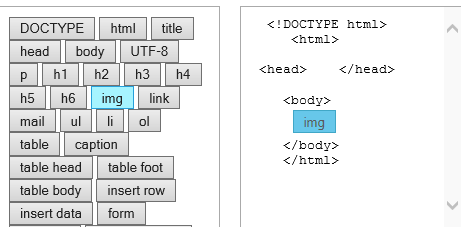 DOCTYPE html title
head body UTF-8
p h1 h2 h3 h4
h5 h6 img link
mail ul li ol
table caption
table head table foot
table body insert row
insert data form
<!DOCTYPE html>
<html>
<head> </head>
<body>
img
</body>
</html>